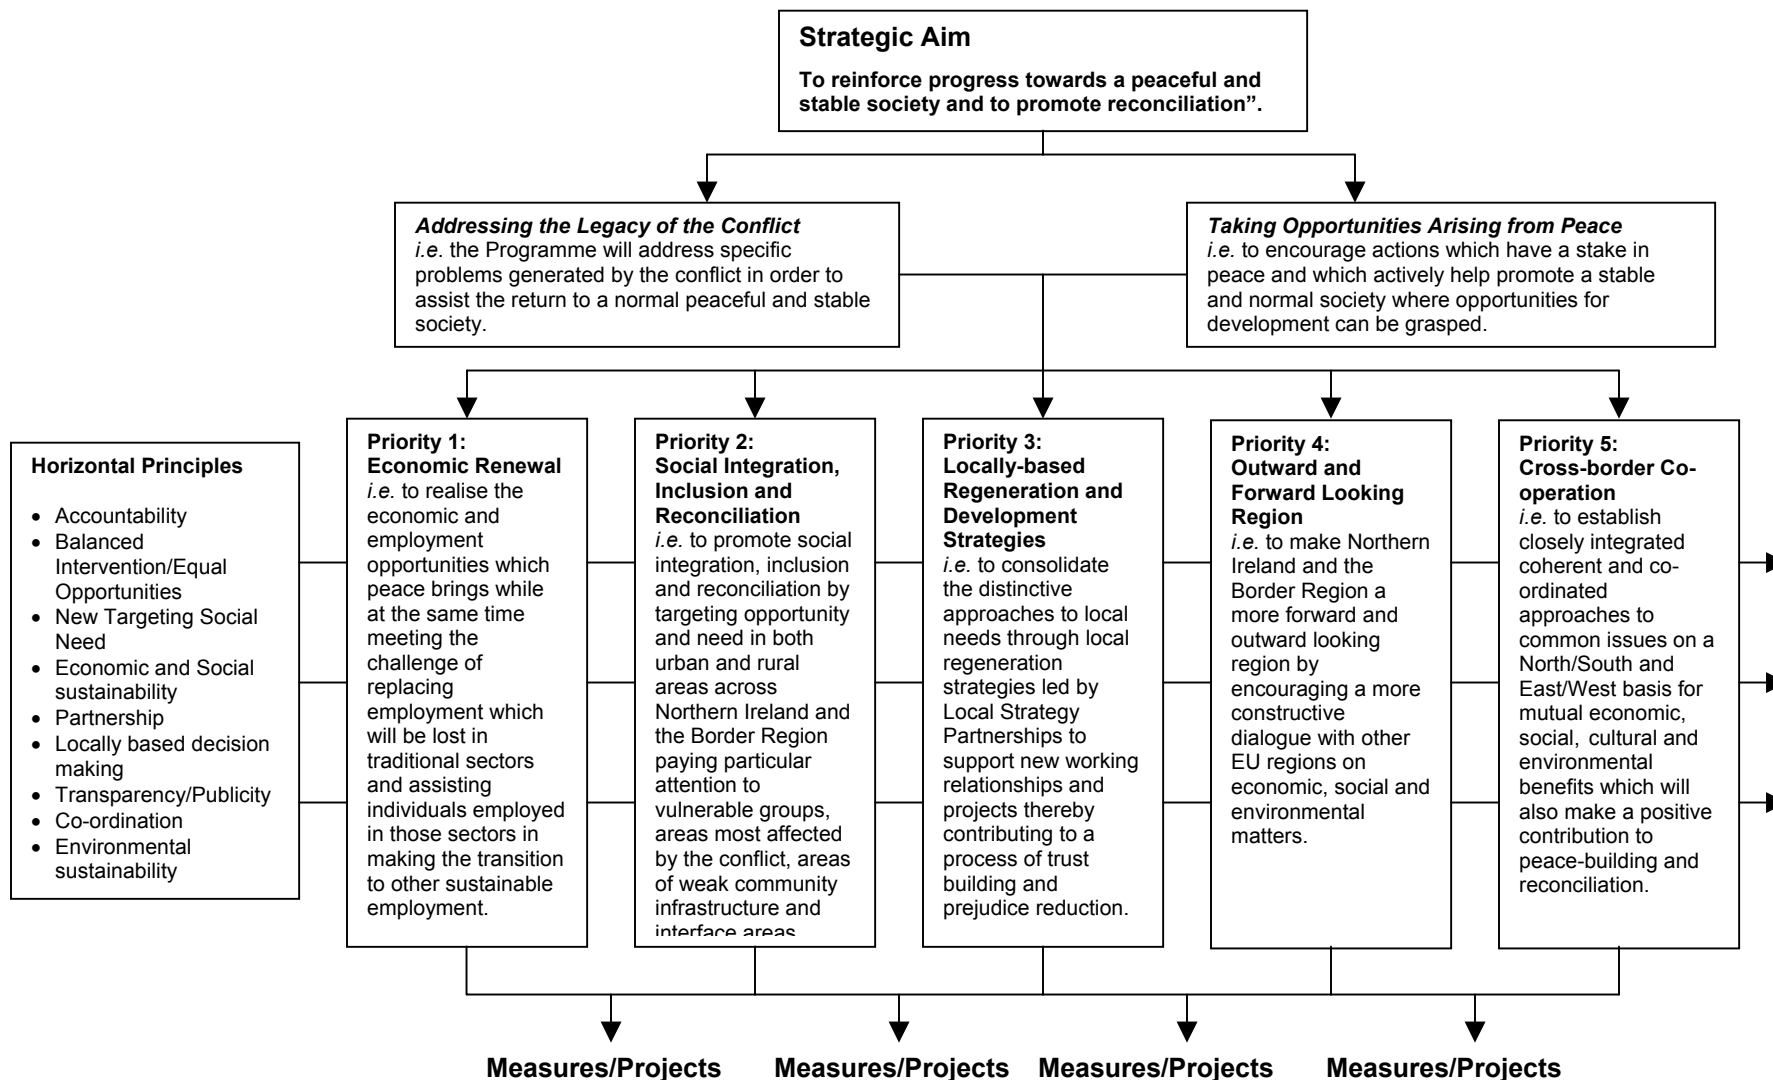 Strategic Aim
To reinforce progress towards a peaceful and
stable society and to promote reconciliation”.
Addressing the Legacy of the Conflict
i.e. the Programme will address specific
problems generated by the conflict in order to
assist the return to a normal peaceful and stable
society.
Taking Opportunities Arising from Peace
i.e. to encourage actions which have a stake in
peace and which actively help promote a stable
and normal society where opportunities for
development can be grasped.
Horizontal Principles
• Accountability
• Balanced
Intervention/Equal
Opportunities
• New Targeting Social
Need
• Economic and Social
sustainability
• Partnership
• Locally based decision
making
• Transparency/Publicity
• Co-ordination
• Environmental
sustainability
Priority 1:
Economic Renewal
i.e. to realise the
economic and
employment
opportunities which
peace brings while
at the same time
meeting the
challenge of
replacing
employment which
will be lost in
traditional sectors
and assisting
individuals employed
in those sectors in
making the transition
to other sustainable
employment.
Priority 2:
Social Integration,
Inclusion and
Reconciliation
i.e. to promote social
integration, inclusion
and reconciliation by
targeting opportunity
and need in both
urban and rural
areas across
Northern Ireland and
the Border Region
paying particular
attention to
vulnerable groups,
areas most affected
by the conflict, areas
of weak community
infrastructure and
interface areas
Priority 3:
Locally-based
Regeneration and
Development
Strategies
i.e. to consolidate
the distinctive
approaches to local
needs through local
regeneration
strategies led by
Local Strategy
Partnerships to
support new working
relationships and
projects thereby
contributing to a
process of trust
building and
prejudice reduction.
Priority 4:
Outward and
Forward Looking
Region
i.e. to make Northern
Ireland and the
Border Region a
more forward and
outward looking
region by
encouraging a more
constructive
dialogue with other
EU regions on
economic, social and
environmental
matters.
Priority 5:
Cross-border Co-
operation
i.e. to establish
closely integrated
coherent and co-
ordinated
approaches to
common issues on a
North/South and
East/West basis for
mutual economic,
social, cultural and
environmental
benefits which will
also make a positive
contribution to
peace-building and
reconciliation.
Measures/Projects
Measures/Projects
Measures/Projects
Measures/Projects